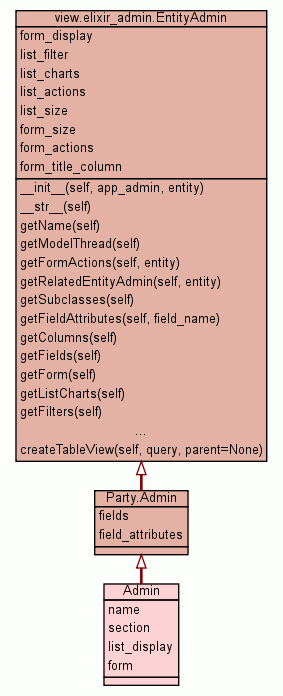 view.elixir_admin.EntityAdmin
form_display
list_filter
list_charts
list_actions
list_size
form_size
form_actions
form_title_column
__init__(self, app_admin, entity)
__str__(self)
getName(self)
getModelThread(self)
getFormActions(self, entity)
getRelatedEntityAdmin(self, entity)
getSubclasses(self)
getFieldAttributes(self, field_name)
getColumns(self)
getFields(self)
getForm(self)
getListCharts(self)
getFilters(self)
...
createTableView(self, query, parent=None)
Party.Admin
fields
field_attributes
Admin
name
section
list_display
form